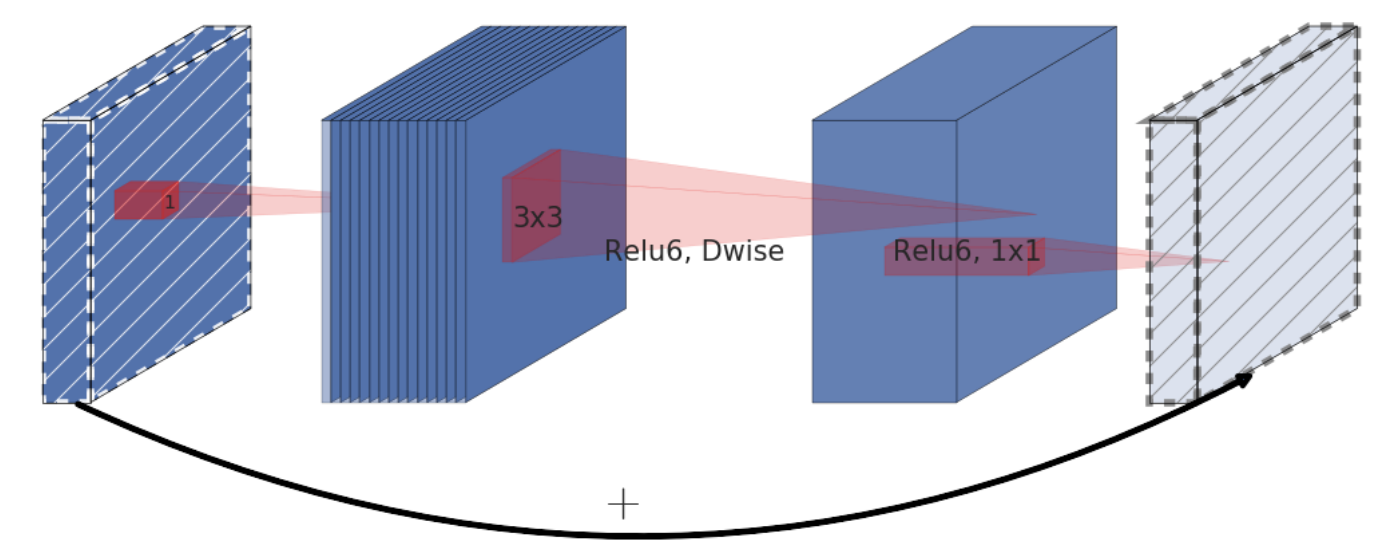 1
3x3
Relu6, Dwise
Relu6, 1x1
+